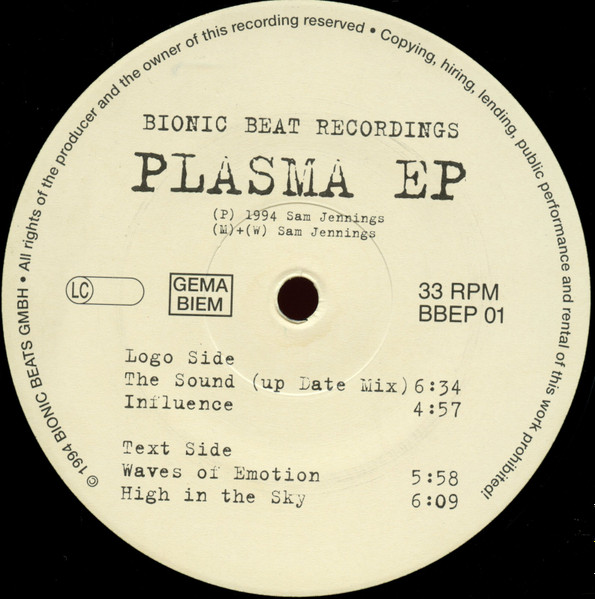 © 1994 BIONIC BEATS GMBH • All rights of the producer and the owner of this recording reserved • Copying, hiring, lending, public performance and rental of this work prohibited!
BIONIC BEAT RECORDINGS
PLASMA EP
(P) 1994 Sam Jennings
(M)+(W) Sam Jennings
LC
GEMA
BIEM
33 RPM
BBEP 01
Logo Side
The Sound (up Date Mix) 6:34
Influence 4:57
Text Side
Waves of Emotion 5:58
High in the Sky 6:09